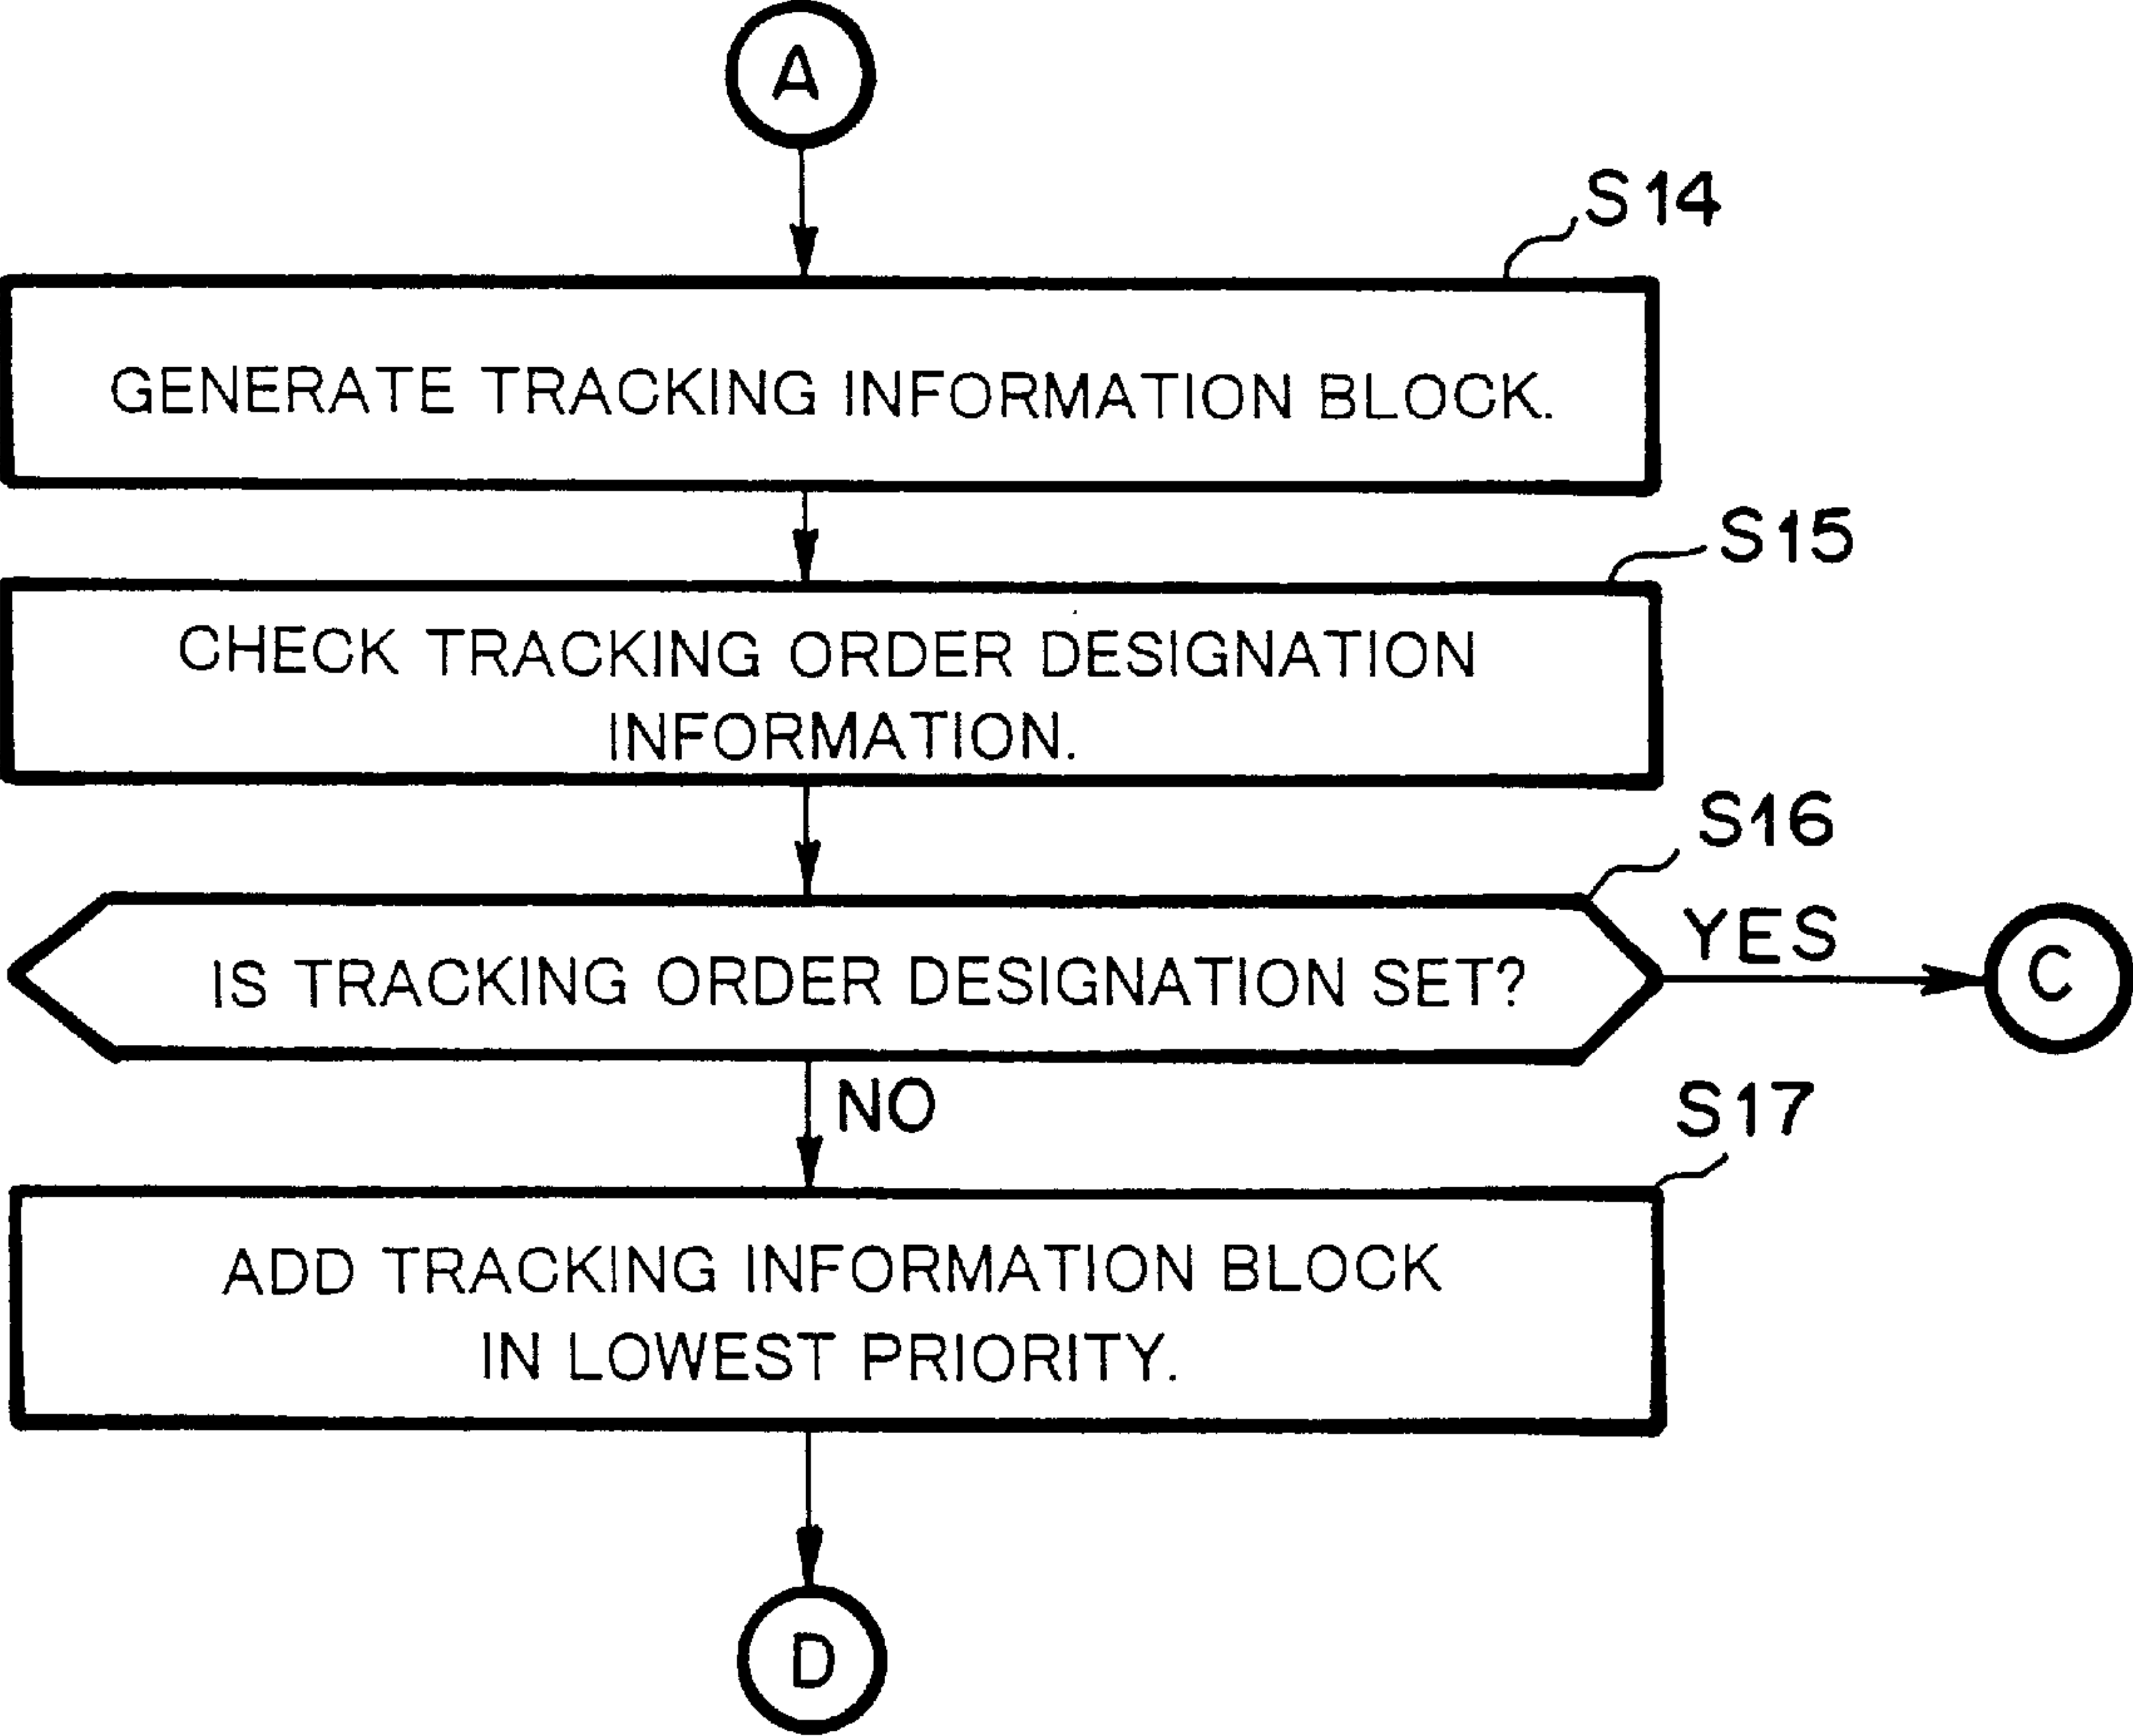 A
S14
GENERATE TRACKING INFORMATION BLOCK.
S15
CHECK TRACKING ORDER DESIGNATION
INFORMATION.
S16
IS TRACKING ORDER DESIGNATION SET?
YES
C
NO
S17
ADD TRACKING INFORMATION BLOCK
IN LOWEST PRIORITY.
D